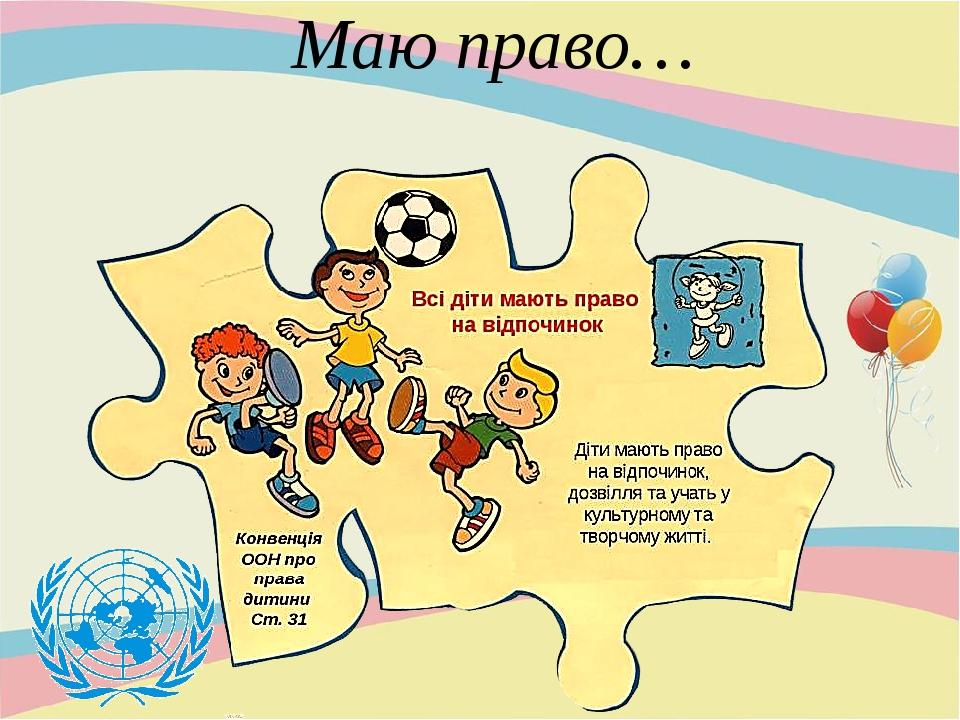 Маю право…
Всі діти мають право
на відпочинок
Діти мають право
на відпочинок,
дозвілля та учать у
культурному та
творчому житті.
Конвенція
ООН про
права
дитини
Ст. 31